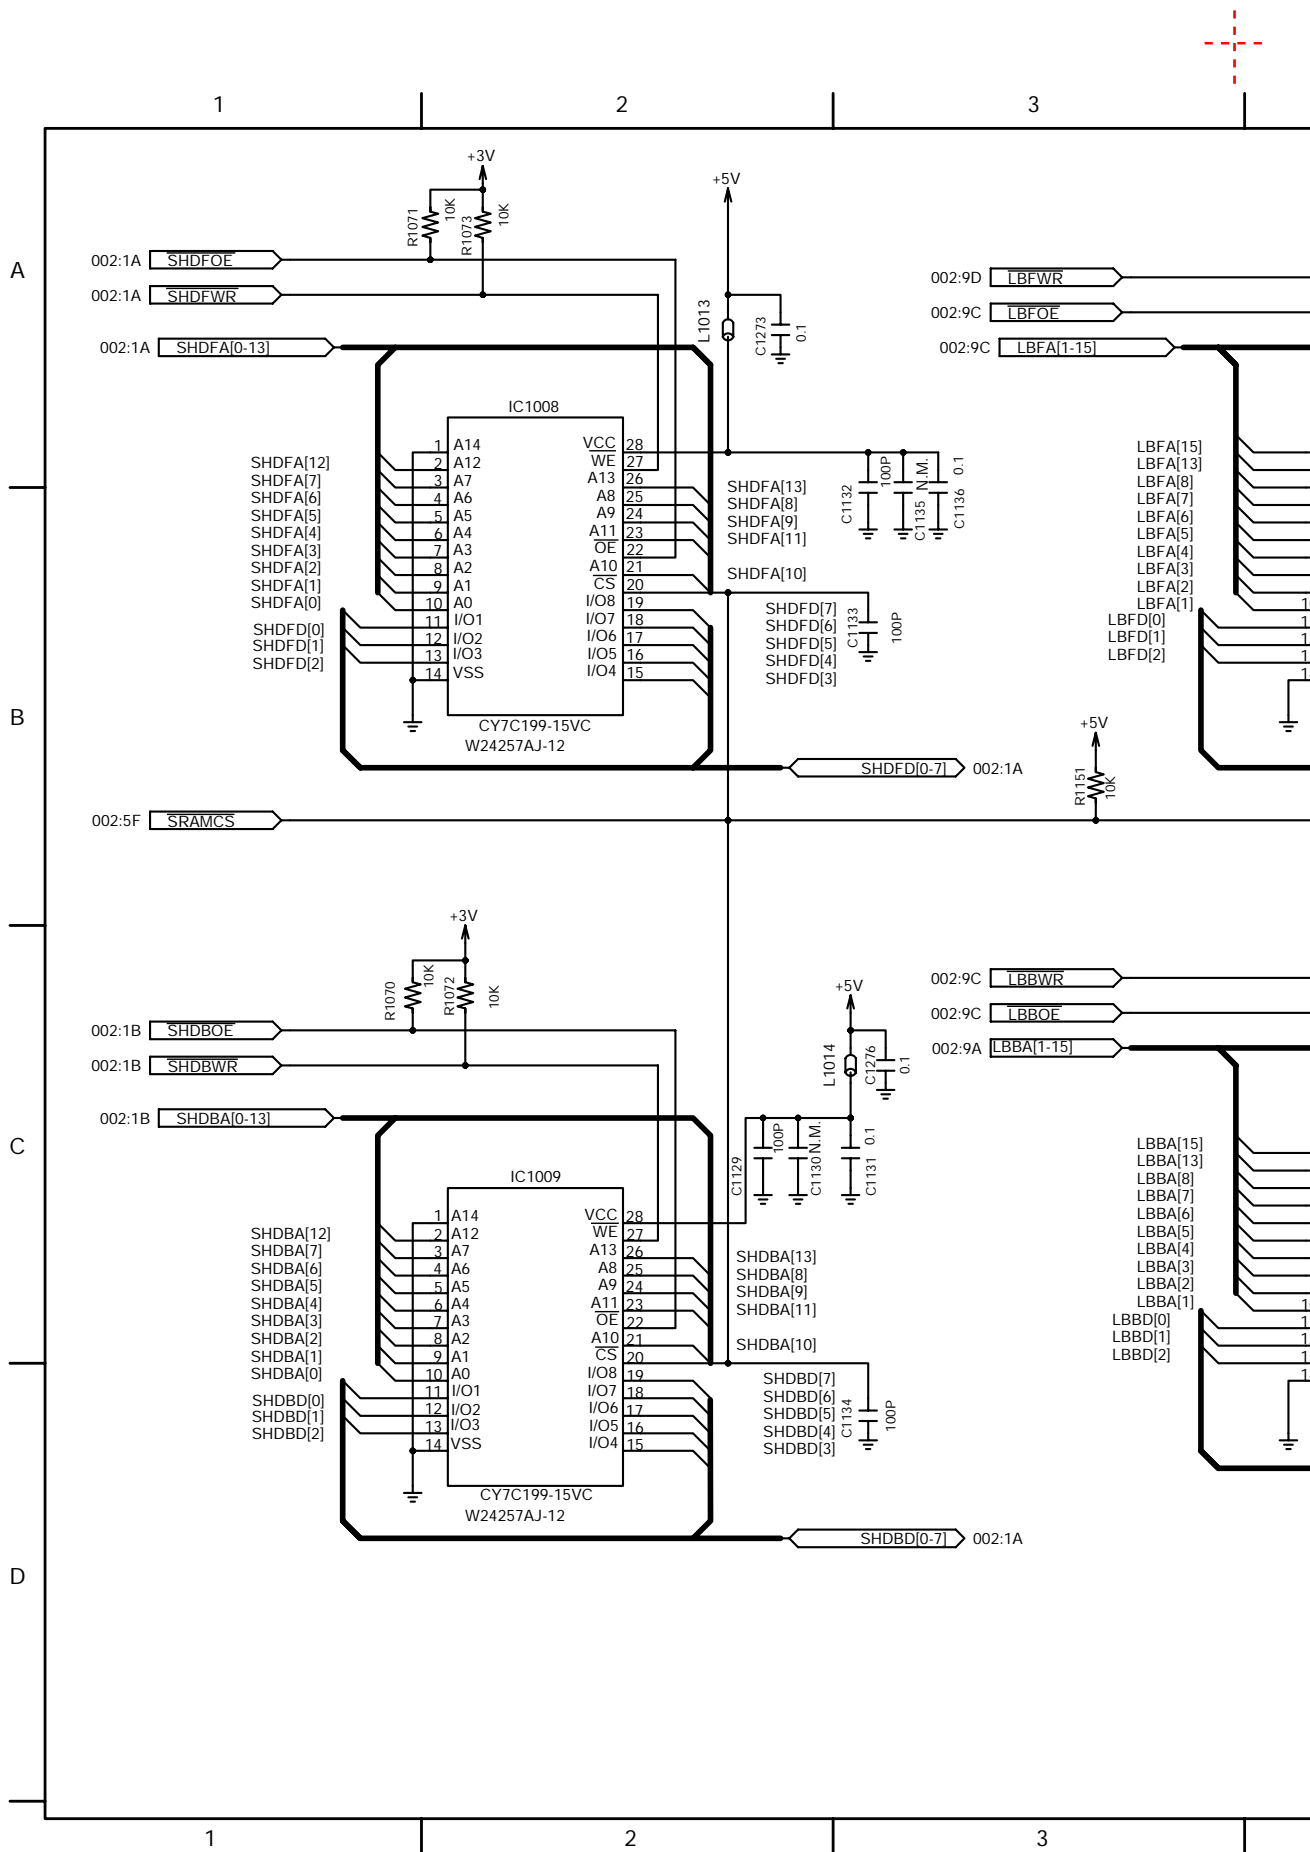 1
2
3
+3V
+5V
R1071
10K
R1073
10K
A
002:1A
SHDFOE
002:1A
SHDFWR
002:1A
SHDFA[0-13]
L1013
C1273
0.1
002:9D
LBFWR
002:9C
LBFOE
002:9C
LBFA[1-15]
IC1008
SHDFA[12]
SHDFA[7]
SHDFA[6]
SHDFA[5]
SHDFA[4]
SHDFA[3]
SHDFA[2]
SHDFA[1]
SHDFA[0]
SHDFD[0]
SHDFD[1]
SHDFD[2]
1 A14
2 A12
3 A7
4 A6
5 A5
6 A4
7 A3
8 A2
9 A1
10 A0
11 I/O1
12 I/O2
13 I/O3
14 VSS
VCC 28
WE 27
A13 26
A8 25
A9 24
A11 23
OE 22
A10 21
CS 20
I/O8 19
I/O7 18
I/O6 17
I/O5 16
I/O4 15
CY7C199-15VC
W24257AJ-12
SHDFA[13]
SHDFA[8]
SHDFA[9]
SHDFA[11]
SHDFA[10]
SHDFD[7]
SHDFD[6]
SHDFD[5]
SHDFD[4]
SHDFD[3]
C1132
100P
C1135
N.M.
C1136
0.1
C1133
100P
LBFA[15]
LBFA[13]
LBFA[8]
LBFA[7]
LBFA[6]
LBFA[5]
LBFA[4]
LBFA[3]
LBFA[2]
LBFA[1]
LBFD[0]
LBFD[1]
LBFD[2]
B
SHDFD[0-7]
002:1A
+5V
R1151
10K
002:5F
SRAMCS
+3V
R1070
10K
R1072
10K
002:1B
SHDBOE
002:1B
SHDBWR
002:1B
SHDBA[0-13]
+5V
L1014
C1276
0.1
C1129
100P
C1130
N.M.
C1131
0.1
002:9C
LBBWR
002:9C
LBBOE
002:9A
LBBA[1-15]
C
IC1009
SHDBA[12]
SHDBA[7]
SHDBA[6]
SHDBA[5]
SHDBA[4]
SHDBA[3]
SHDBA[2]
SHDBA[1]
SHDBA[0]
SHDBD[0]
SHDBD[1]
SHDBD[2]
1 A14
2 A12
3 A7
4 A6
5 A5
6 A4
7 A3
8 A2
9 A1
10 A0
11 I/O1
12 I/O2
13 I/O3
14 VSS
VCC 28
WE 27
A13 26
A8 25
A9 24
A11 23
OE 22
A10 21
CS 20
I/O8 19
I/O7 18
I/O6 17
I/O5 16
I/O4 15
CY7C199-15VC
W24257AJ-12
SHDBA[13]
SHDBA[8]
SHDBA[9]
SHDBA[11]
SHDBA[10]
SHDBD[7]
SHDBD[6]
SHDBD[5]
SHDBD[4]
SHDBD[3]
C1134
100P
LBBA[15]
LBBA[13]
LBBA[8]
LBBA[7]
LBBA[6]
LBBA[5]
LBBA[4]
LBBA[3]
LBBA[2]
LBBA[1]
LBBD[0]
LBBD[1]
LBBD[2]
SHDBD[0-7]
002:1A
D
1
2
3